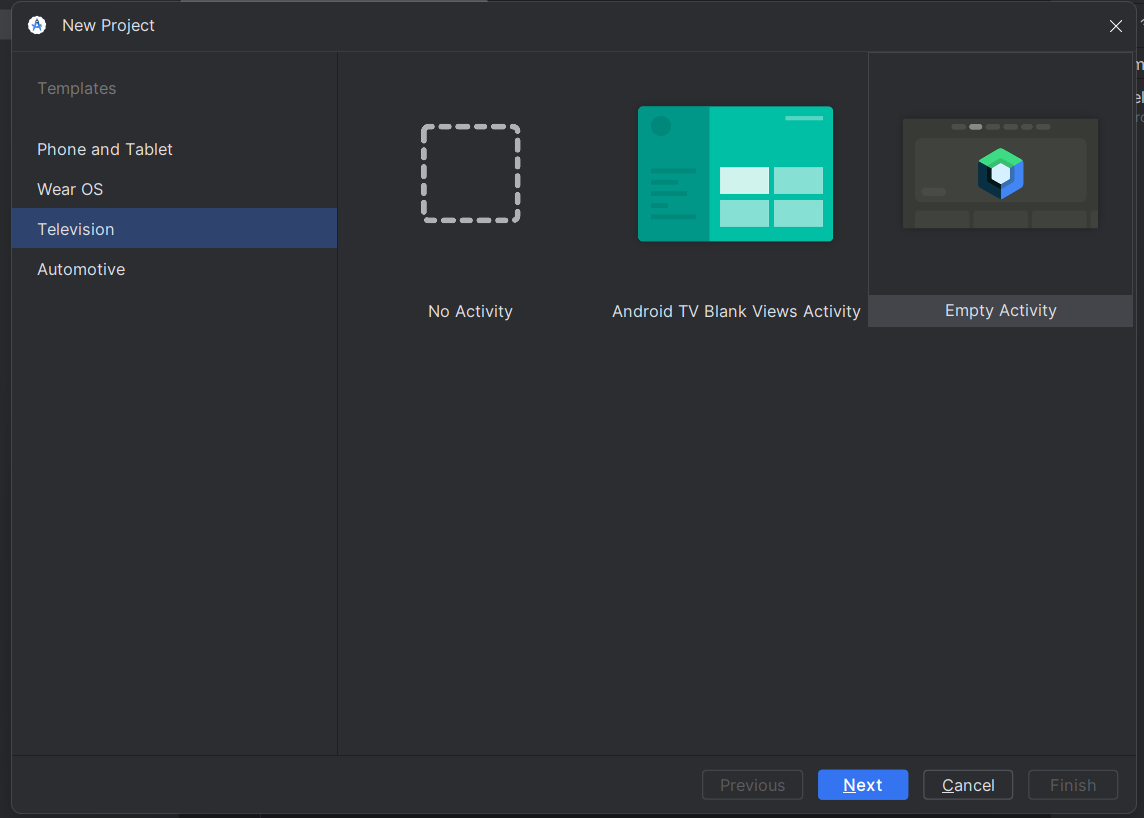 New Project
Templates
Phone and Tablet
Wear OS
Television
Automotive
No Activity
Android TV Blank Views Activity
Empty Activity
Previous
Next
Cancel
Finish